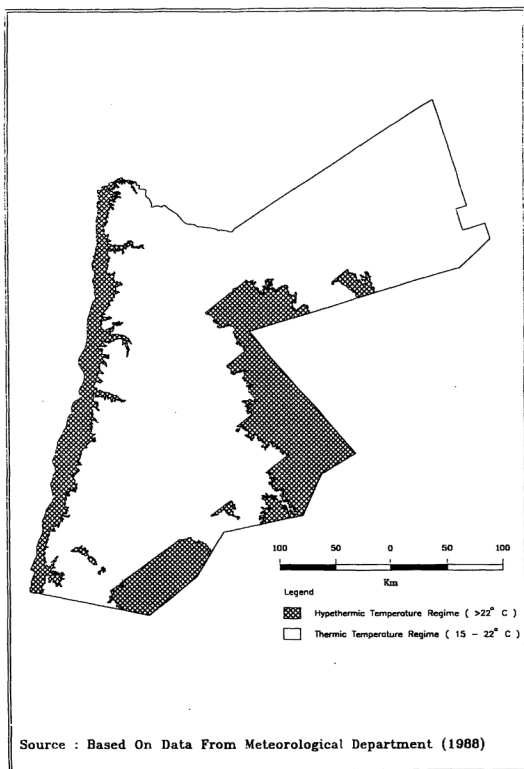 100 50 0 50 100
Km
Legend
Hypethermic Temperature Regime ( >22° C )
Thermic Temperature Regime ( 15 - 22° C )
Source : Based On Data From Meteorological Department (1988)